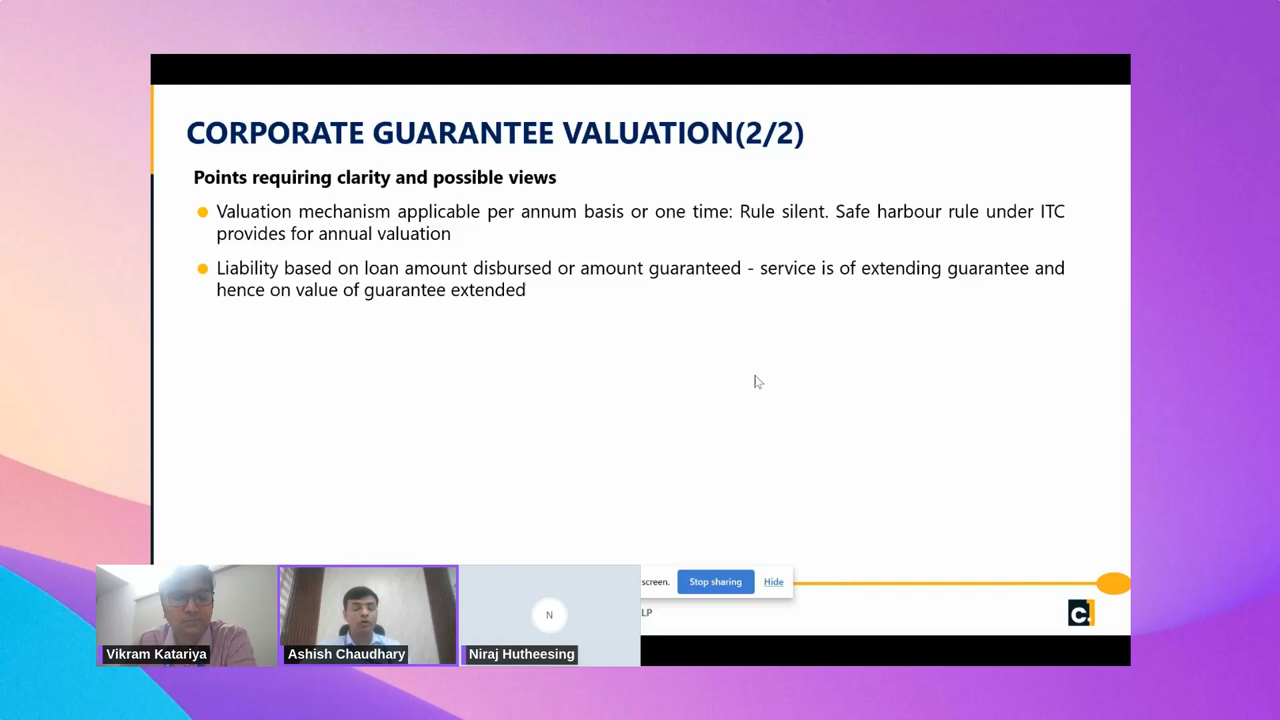 CORPORATE GUARANTEE VALUATION(2/2)
Points requiring clarity and possible views
Valuation mechanism applicable per annum basis or one time: Rule silent. Safe harbour rule under ITC
provides for annual valuation
Liability based on loan amount disbursed or amount guaranteed - service is of extending guarantee and
hence on value of guarantee extended
screen.
Stop sharing
Hide
LP
c.
N
Vikram Katariya
Ashish Chaudhary
Niraj Hutheesing